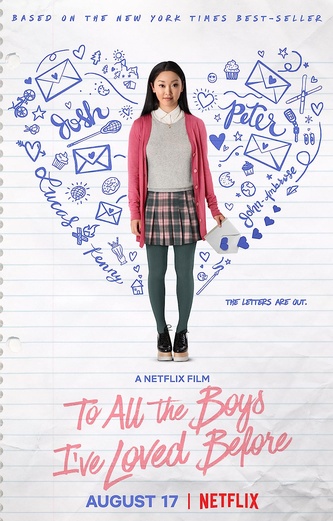 BASED ON THE NEW YORK TIMES BEST-SELLER
Josh
Peter
Lucas
John Ambrose
Kenny
THE LETTERS ARE OUT.
A NETFLIX FILM
To All the Boys
I've Loved Before
AUGUST 17 | NETFLIX